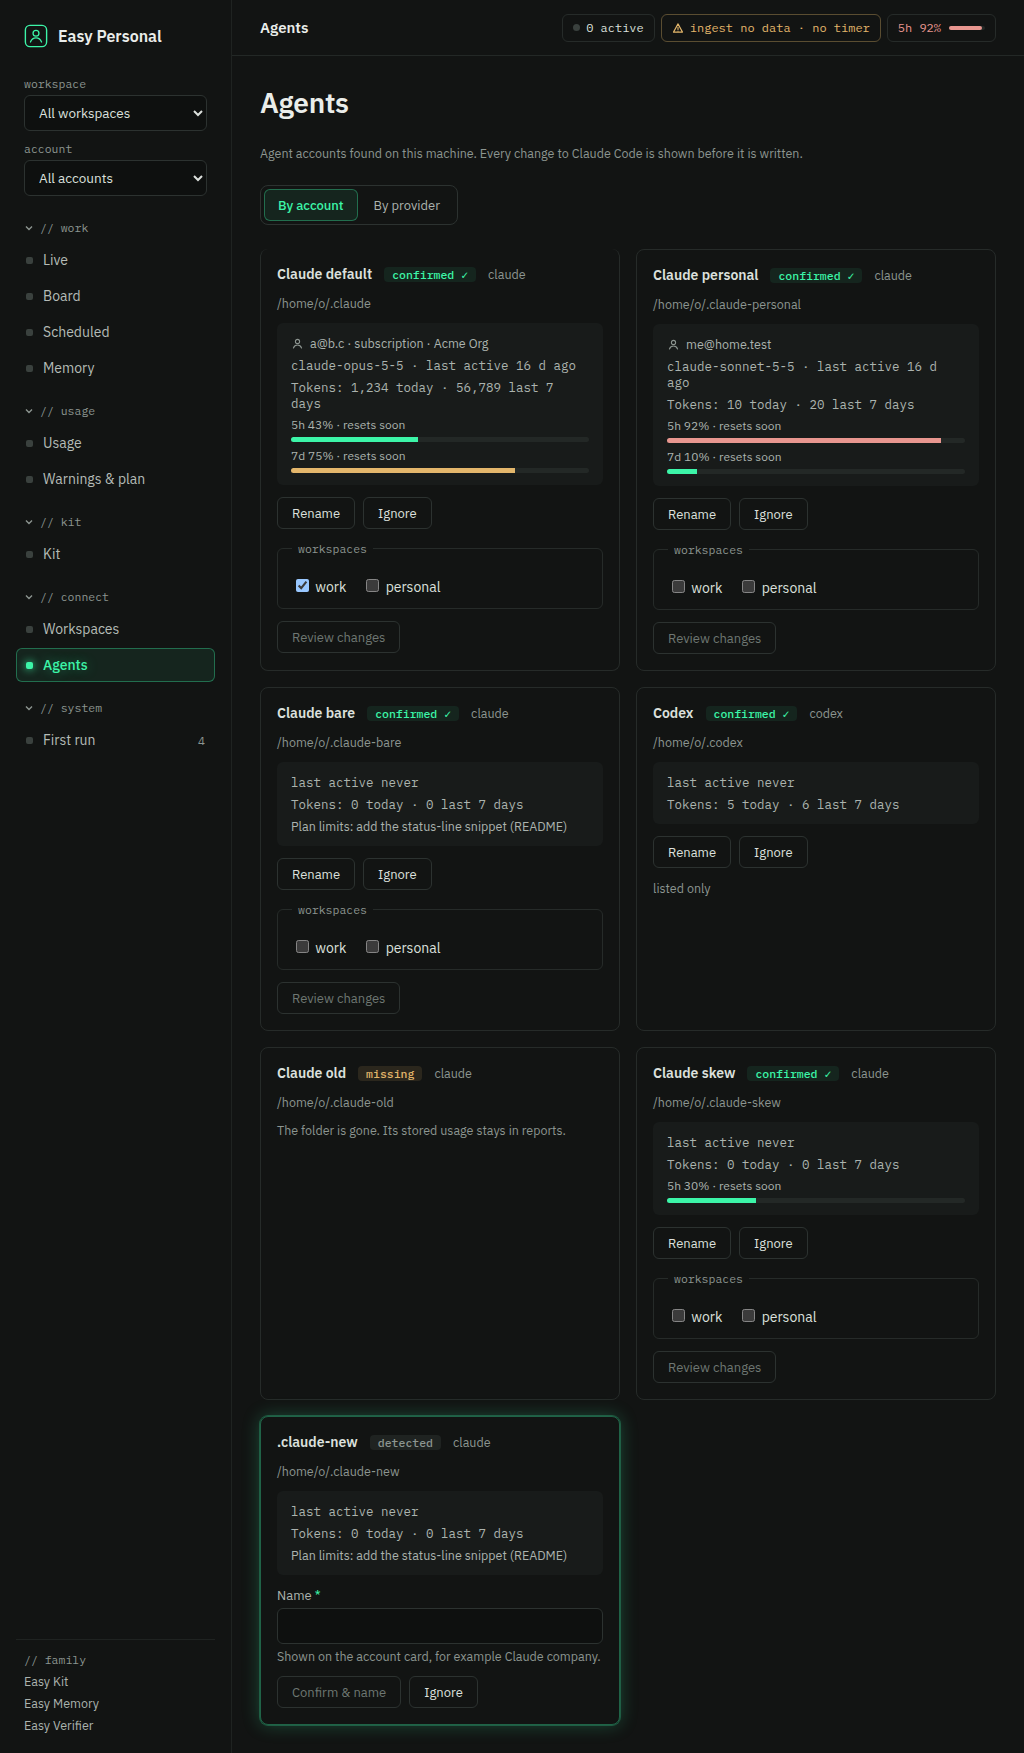 Easy Personal
workspace
All workspaces
account
All accounts
// work
Live
Board
Scheduled
Memory
// usage
Usage
Warnings & plan
// kit
Kit
// connect
Workspaces
Agents
// system
First run 4
// family
Easy Kit
Easy Memory
Easy Verifier
Agents
0 active
ingest no data · no timer
5h 92%
Agents
Agent accounts found on this machine. Every change to Claude Code is shown before it is written.
By account
By provider
Claude default confirmed ✓ claude
/home/o/.claude
a@b.c · subscription · Acme Org
claude-opus-5-5 · last active 16 d ago
Tokens: 1,234 today · 56,789 last 7
days
5h 43% · resets soon
7d 75% · resets soon
Rename
Ignore
workspaces
work
personal
Review changes
Claude personal confirmed ✓ claude
/home/o/.claude-personal
me@home.test
claude-sonnet-5-5 · last active 16 d
ago
Tokens: 10 today · 20 last 7 days
5h 92% · resets soon
7d 10% · resets soon
Rename
Ignore
workspaces
work
personal
Review changes
Claude bare confirmed ✓ claude
/home/o/.claude-bare
last active never
Tokens: 0 today · 0 last 7 days
Plan limits: add the status-line snippet (README)
Rename
Ignore
workspaces
work
personal
Review changes
Codex confirmed ✓ codex
/home/o/.codex
last active never
Tokens: 5 today · 6 last 7 days
Rename
Ignore
listed only
Claude old missing claude
/home/o/.claude-old
The folder is gone. Its stored usage stays in reports.
Claude skew confirmed ✓ claude
/home/o/.claude-skew
last active never
Tokens: 0 today · 0 last 7 days
5h 30% · resets soon
Rename
Ignore
workspaces
work
personal
Review changes
.claude-new detected claude
/home/o/.claude-new
last active never
Tokens: 0 today · 0 last 7 days
Plan limits: add the status-line snippet (README)
Name *
Shown on the account card, for example Claude company.
Confirm & name
Ignore